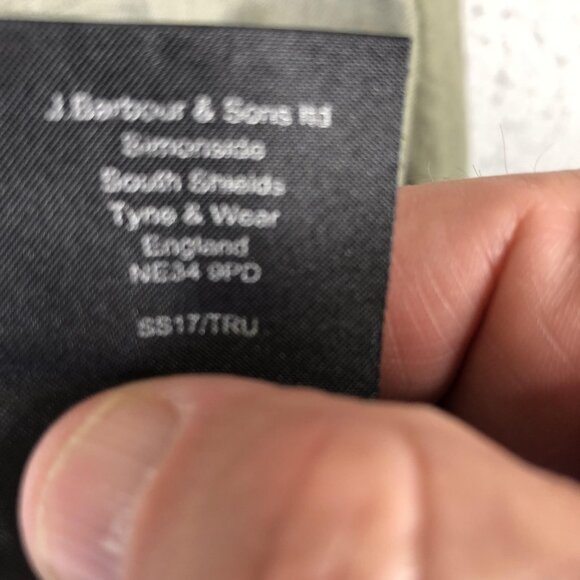 J.Barbour & Sons ltd
Simonside
South Shields
Tyne & Wear
England
NE34 9PD
SS17/TRU